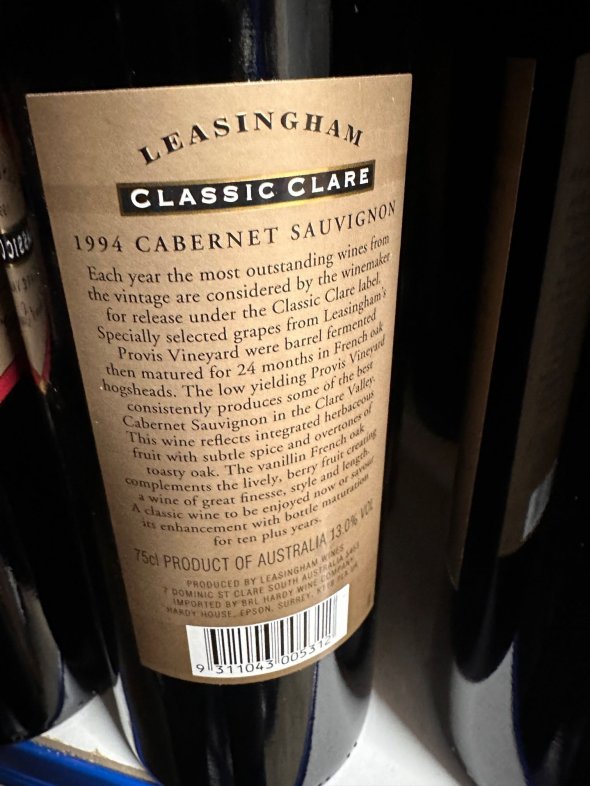 LEASINGHAM
CLASSIC CLARE
1994 CABERNET SAUVIGNON
Each year the most outstanding wines from
the vintage are considered by the winemaker
for release under the Classic Clare label.
Specially selected grapes from Leasingham's
Provis Vineyard were barrel fermented
then matured for 24 months in French oak
hogsheads. The low yielding Provis Vineyard
consistently produces some of the best
Cabernet Sauvignon in the Clare Valley.
This wine reflects integrated herbaceous
fruit with subtle spice and overtones of
toasty oak. The vanillin French oak
complements the lively, berry fruit creating
a wine of great finesse, style and length.
A classic wine to be enjoyed now or savour
its enhancement with bottle maturation
for ten plus years.
75cl PRODUCT OF AUSTRALIA 13.0% VOL
PRODUCED BY LEASINGHAM WINES
7 DOMINIC ST CLARE SOUTH AUSTRALIA 5453
IMPORTED BY BRL HARDY WINE COMPANY
HARDY HOUSE, EPSON, SURREY,
9 311043 005312